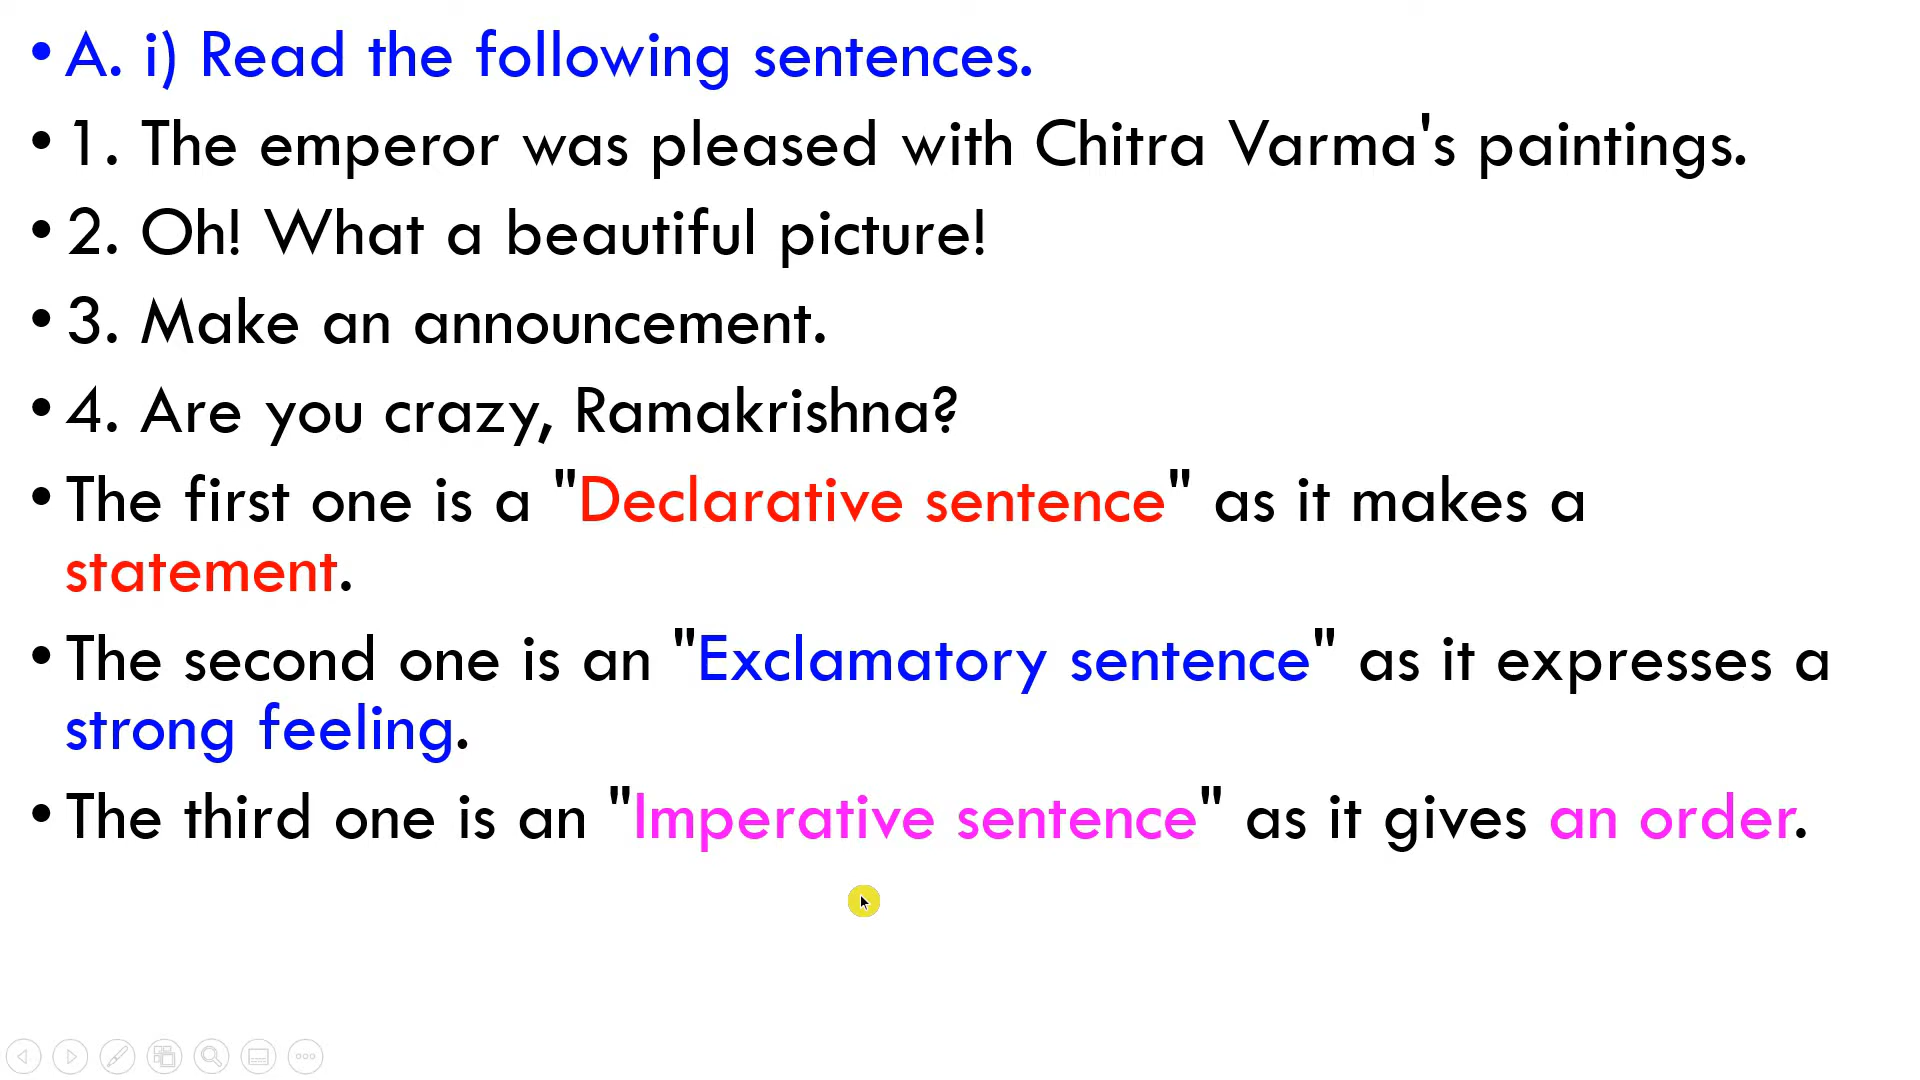 • A. i) Read the following sentences.
• 1. The emperor was pleased with Chitra Varma's paintings.
• 2. Oh! What a beautiful picture!
• 3. Make an announcement.
• 4. Are you crazy, Ramakrishna?
• The first one is a "Declarative sentence" as it makes a
statement.
• The second one is an "Exclamatory sentence" as it expresses a
strong feeling.
• The third one is an "Imperative sentence" as it gives an order.